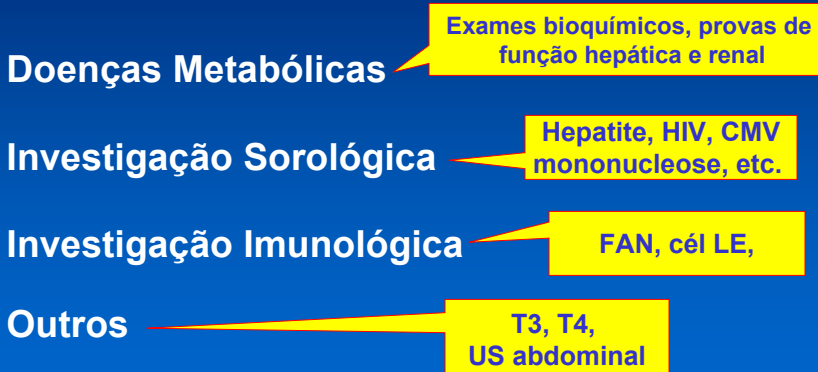 Exames bioquímicos, provas de
função hepática e renal
Doenças Metabólicas
Hepatite, HIV, CMV
mononucleose, etc.
Investigação Sorológica
Investigação Imunológica
FAN, cél LE,
Outros
T3, T4,
US abdominal